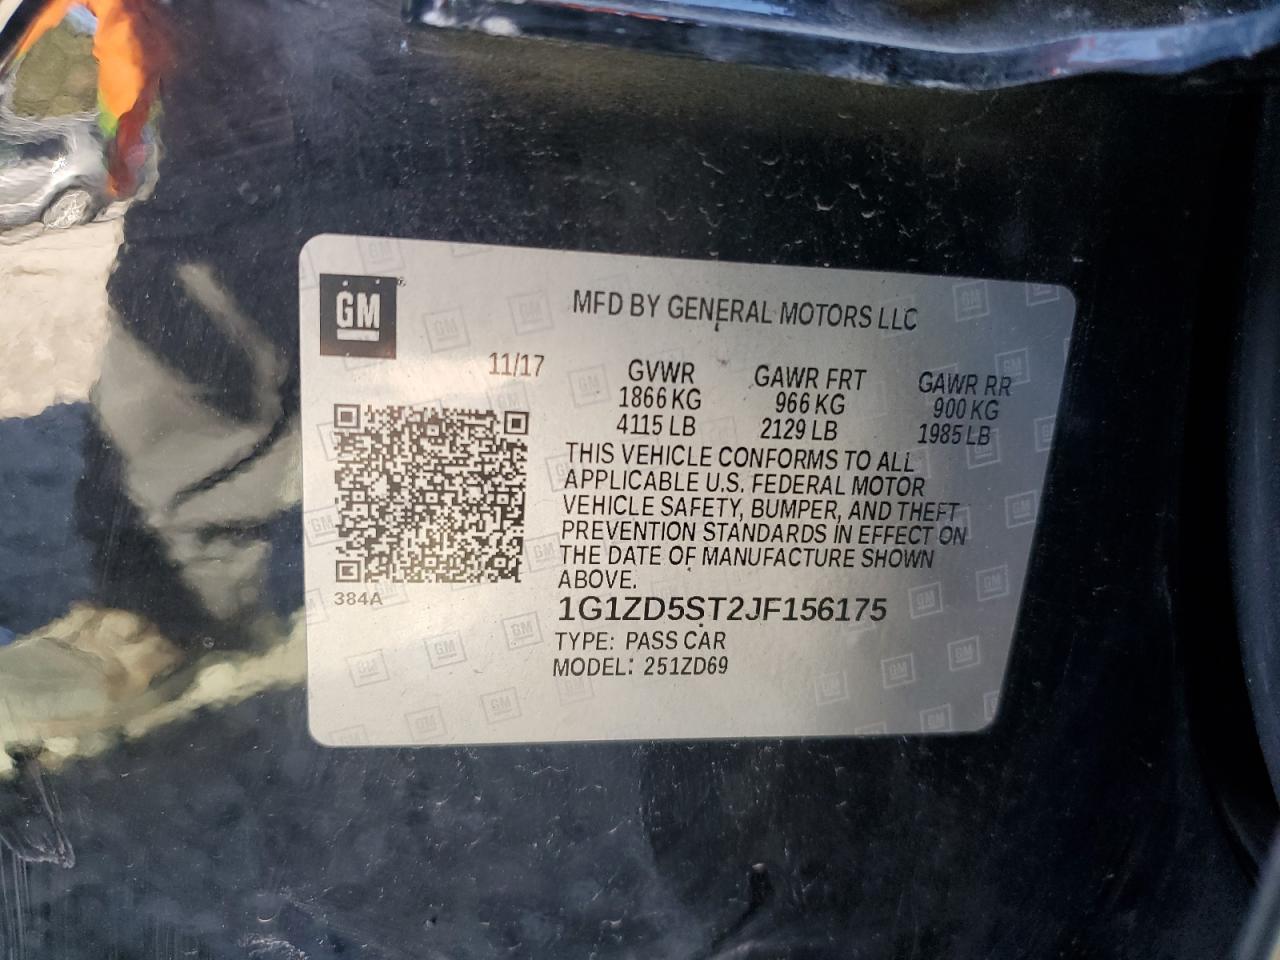 GM
MFD BY GENERAL MOTORS LLC
11/17
GVWR GAWR FRT GAWR RR
1866 KG 966 KG 900 KG
4115 LB 2129 LB 1985 LB
THIS VEHICLE CONFORMS TO ALL
APPLICABLE U.S. FEDERAL MOTOR
VEHICLE SAFETY, BUMPER, AND THEFT
PREVENTION STANDARDS IN EFFECT ON
THE DATE OF MANUFACTURE SHOWN
ABOVE.
384A
1G1ZD5ST2JF156175
TYPE: PASS CAR
MODEL: 251ZD69